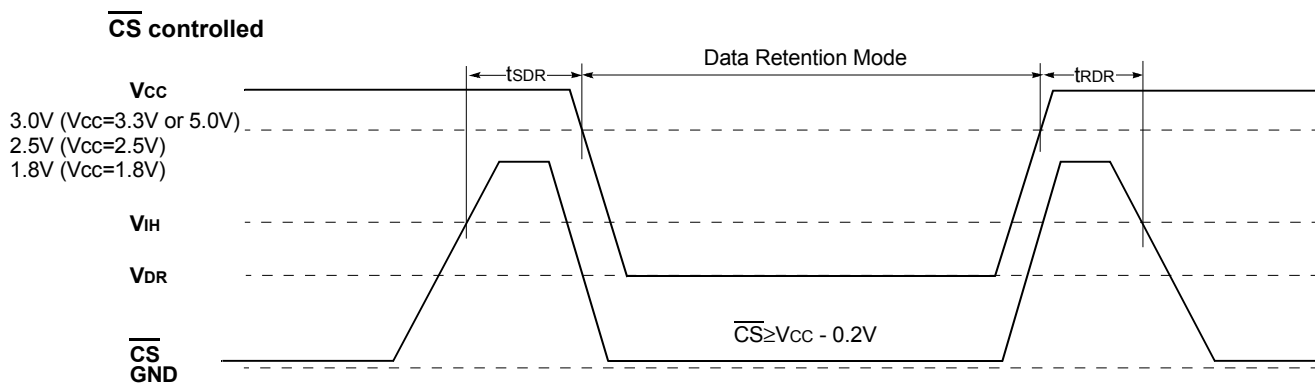 CS controlled
Data Retention Mode
tSDR
tRDR
VCC
3.0V (Vcc=3.3V or 5.0V)
2.5V (Vcc=2.5V)
1.8V (Vcc=1.8V)
VIH
VDR
CS≥VCC - 0.2V
CS
GND